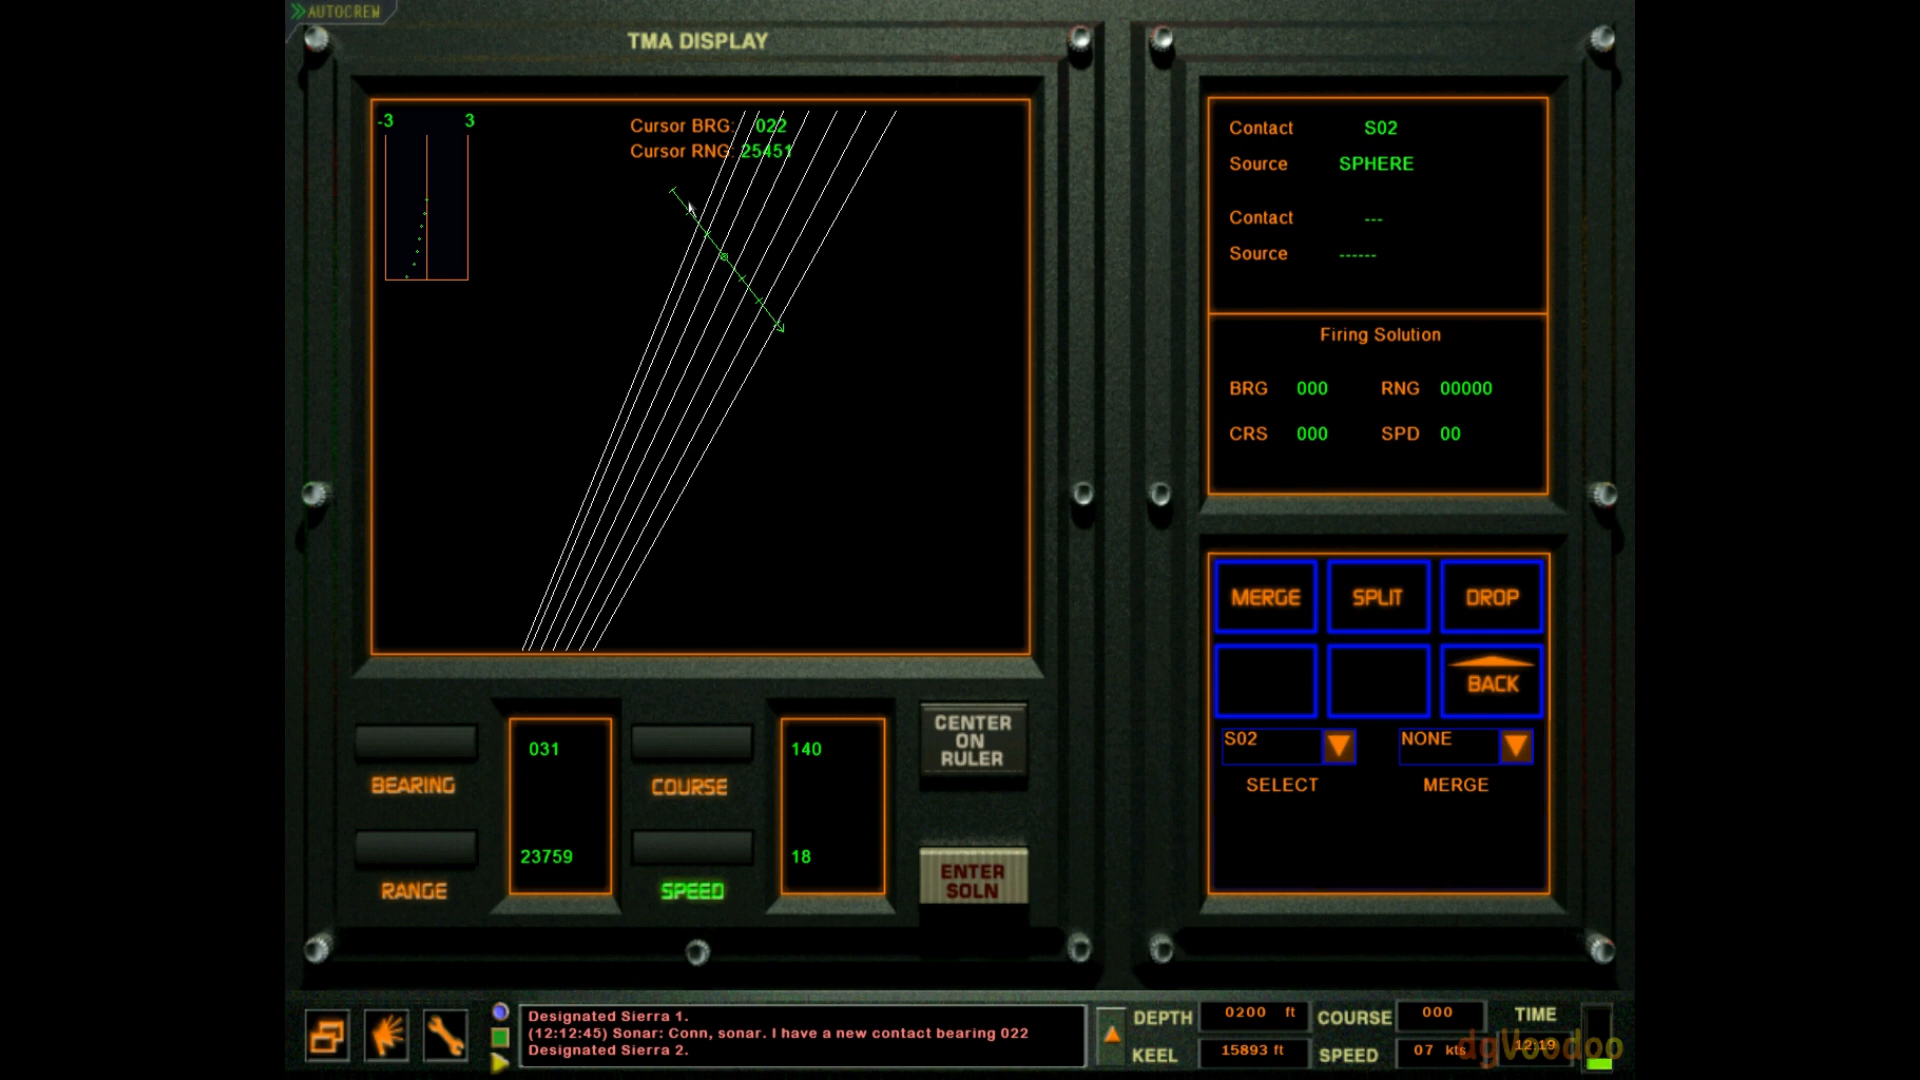 AUTOCREW
TMA DISPLAY
-3 3
Cursor BRG: 022
Cursor RNG: 25451
Contact S02
Source SPHERE
Contact ---
Source ------
Firing Solution
BRG 000 RNG 00000
CRS 000 SPD 00
MERGE SPLIT DROP
BACK
S02 NONE
SELECT MERGE
031 140
BEARING COURSE
CENTER
ON
RULER
23759 18
RANGE SPEED
ENTER
SOLN
Designated Sierra 1.
(12:12:45) Sonar: Conn, sonar. I have a new contact bearing 022
Designated Sierra 2.
DEPTH 0200 ft COURSE 000 TIME
KEEL 15893 ft SPEED 07 kts 12:19
dgVoodoo